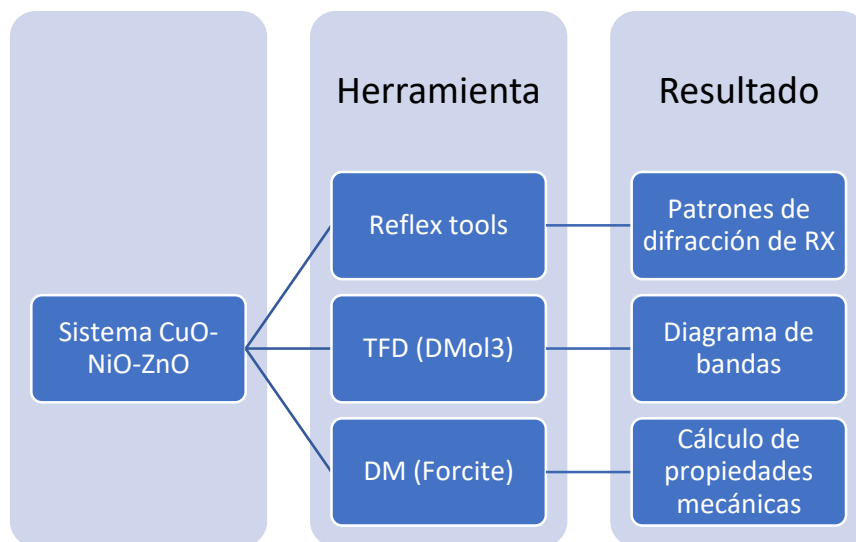 Herramienta
Resultado
Reflex tools
Patrones de
difracción de RX
Sistema CuO-
NiO-ZnO
TFD (DMol3)
Diagrama de
bandas
DM (Forcite)
Cálculo de
propiedades
mecánicas